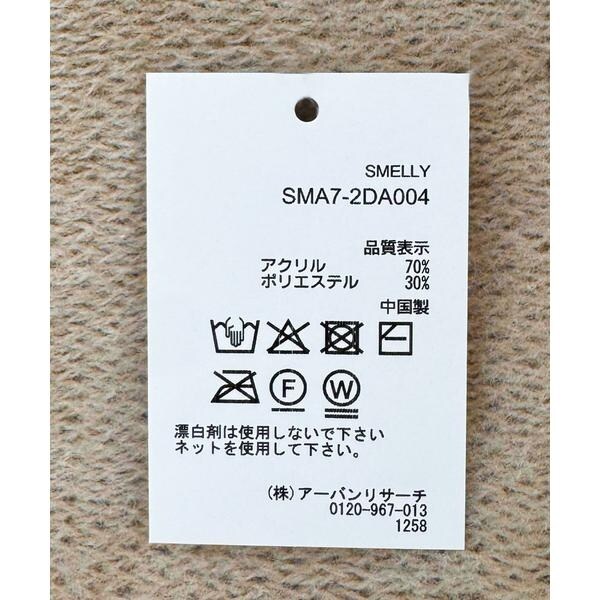 SMELLY
SMA7-2DA004
品質表示
アクリル 70%
ポリエステル 30%
中国製
F W
漂白剤は使用しないで下さい
ネットを使用して下さい。
(株)アーバンリサーチ
0120-967-013
1258